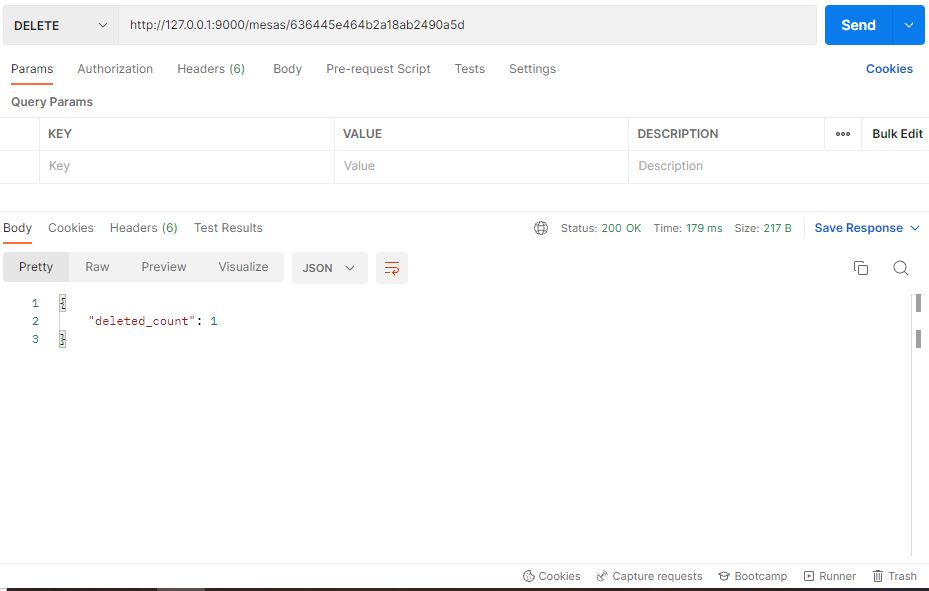 DELETE http://127.0.0.1:9000/mesas/636445e464b2a18ab2490a5d Send
Params Authorization Headers (6) Body Pre-request Script Tests Settings Cookies
Query Params
KEY VALUE DESCRIPTION ooo Bulk Edit
Key Value Description
Body Cookies Headers (6) Test Results Status: 200 OK Time: 179 ms Size: 217 B Save Response
Pretty Raw Preview Visualize JSON
1 {
2 "deleted_count": 1
3 }
Cookies Capture requests Bootcamp Runner Trash